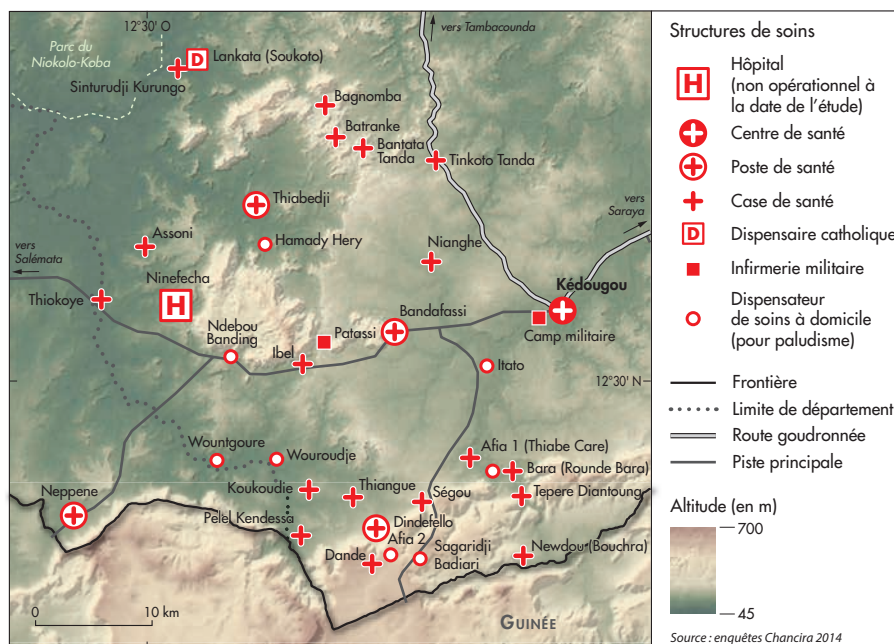 12°30 O
vers Tambacounda
Parc du
Niokolo-Koba
D
Lankata (Soukoto)
Sinturudji Kurungo
Bagnomba
Batranke
Bantata
Tanda
Tinkoto Tanda
Thiabedji
vers
Saraya
Assoni
Hamady Hery
Nianghe
vers
Salémata
Ninefecha
Thiokoye
H
Kédougou
Bandafassi
Ndebou
Banding
Patassi
Camp militaire
Ibel
Itato
12°30' N
Wountgoure
Wouroudje
Afia 1 (Thiabe Care)
Bara (Rounde Bara)
Neppene
Koukoudie
Thiangue
Ségou
Tepere Diantoung
Pelel Kendessa
Dindefello
Afia 2
Dande
Sagaridji
Badiari
Newdou (Bouchra)
0
10 km
GUINÉE
Structures de soins
H
Hôpital
(non opérationnel à
la date de l'étude)
Centre de santé
Poste de santé
Case de santé
D
Dispensaire catholique
Infirmerie militaire
Dispensateur
de soins à domicile
(pour paludisme)
Frontière
Limite de département
Route goudronnée
Piste principale
Altitude (en m)
700
45
Source : enquêtes Chancira 2014